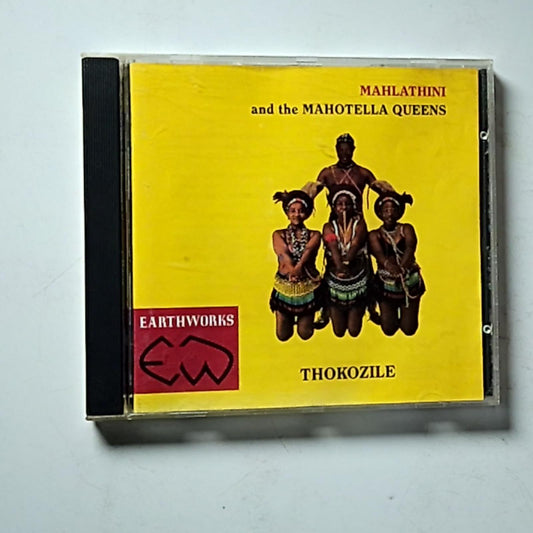 MAHLATHINI
and the MAHOTELLA QUEENS
EARTHWORKS
EW
THOKOZILE